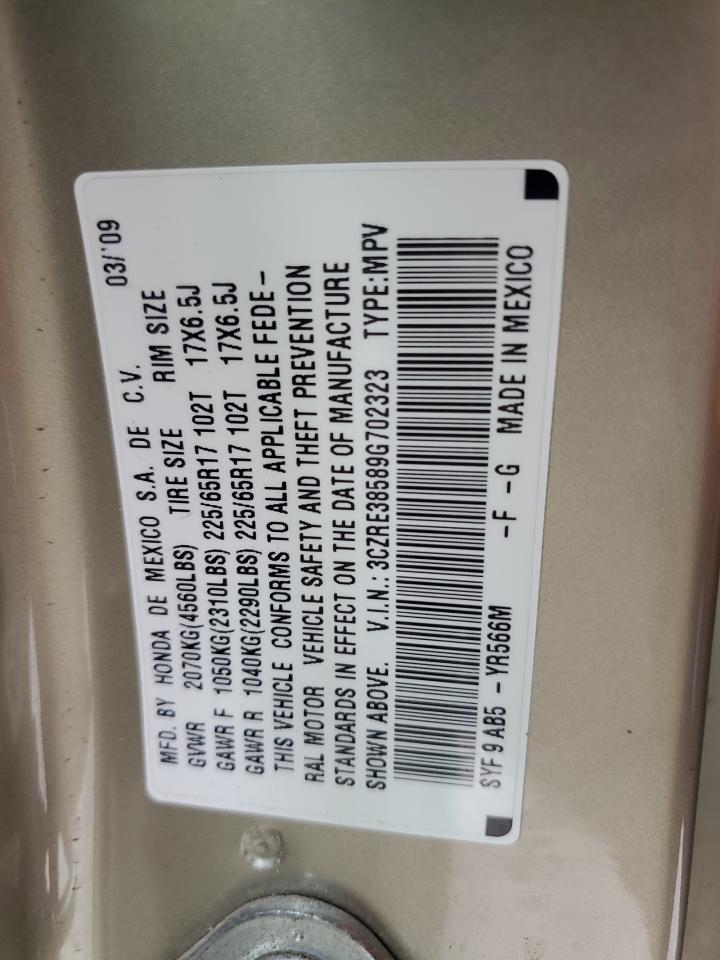 MFD. BY HONDA DE MEXICO S.A. DE C.V. 03/'09
GVWR 2070KG(4560LBS) TIRE SIZE RIM SIZE
GAWR F 1050KG(2310LBS) 225/65R17 102T 17X6.5J
GAWR R 1040KG(2290LBS) 225/65R17 102T 17X6.5J
THIS VEHICLE CONFORMS TO ALL APPLICABLE FEDE-
RAL MOTOR VEHICLE SAFETY AND THEFT PREVENTION
STANDARDS IN EFFECT ON THE DATE OF MANUFACTURE
SHOWN ABOVE. V.I.N.: 3CZRE38589G702323 TYPE:MPV
SYF 9 AB5 -YR566M -F -G MADE IN MEXICO